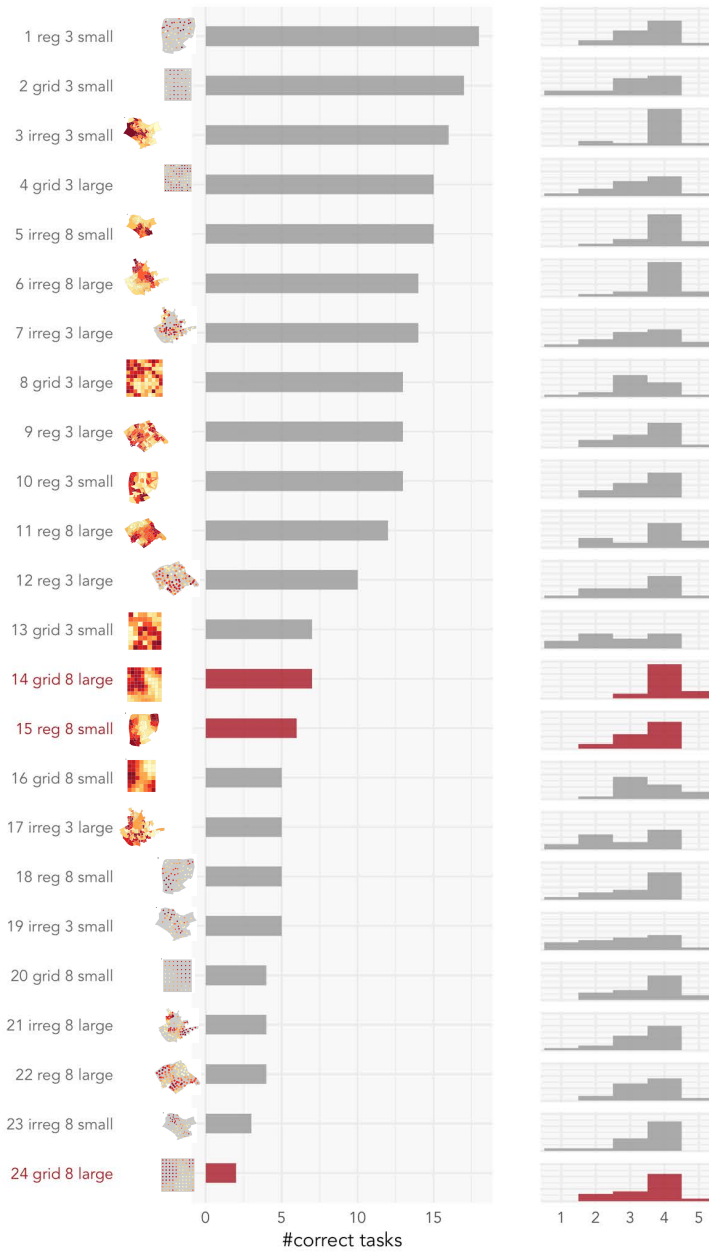 1 reg 3 small
2 grid 3 small
3 irreg 3 small
4 grid 3 large
5 irreg 8 small
6 irreg 8 large
7 irreg 3 large
8 grid 3 large
9 reg 3 large
10 reg 3 small
11 reg 8 large
12 reg 3 large
13 grid 3 small
14 grid 8 large
15 reg 8 small
16 grid 8 small
17 irreg 3 large
18 reg 8 small
19 irreg 3 small
20 grid 8 small
21 irreg 8 large
22 reg 8 large
23 irreg 8 small
24 grid 8 large
0 5 10 15 1 2 3 4 5
#correct tasks